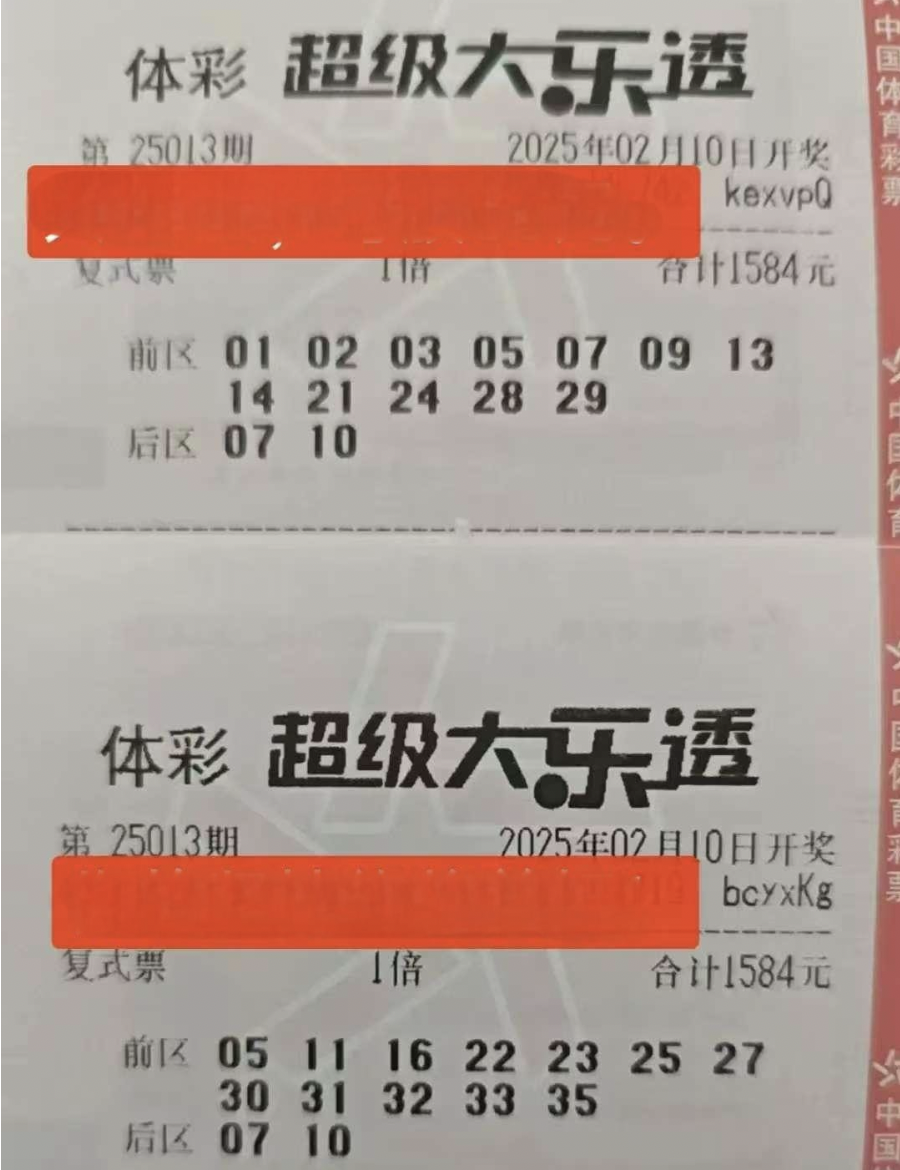 体彩 超级大乐透
第 25013期 2025年02月10日开奖
kexvpQ
复式票 1倍 合计1584元
前区 01 02 03 05 07 09 13
14 21 24 28 29
后区 07 10
体彩 超级大乐透
第 25013期 2025年02月10日开奖
bcyxKg
复式票 1倍 合计1584元
前区 05 11 16 22 23 25 27
30 31 32 33 35
后区 07 10
中国体育彩票
中国体育
中国体育彩票
中国